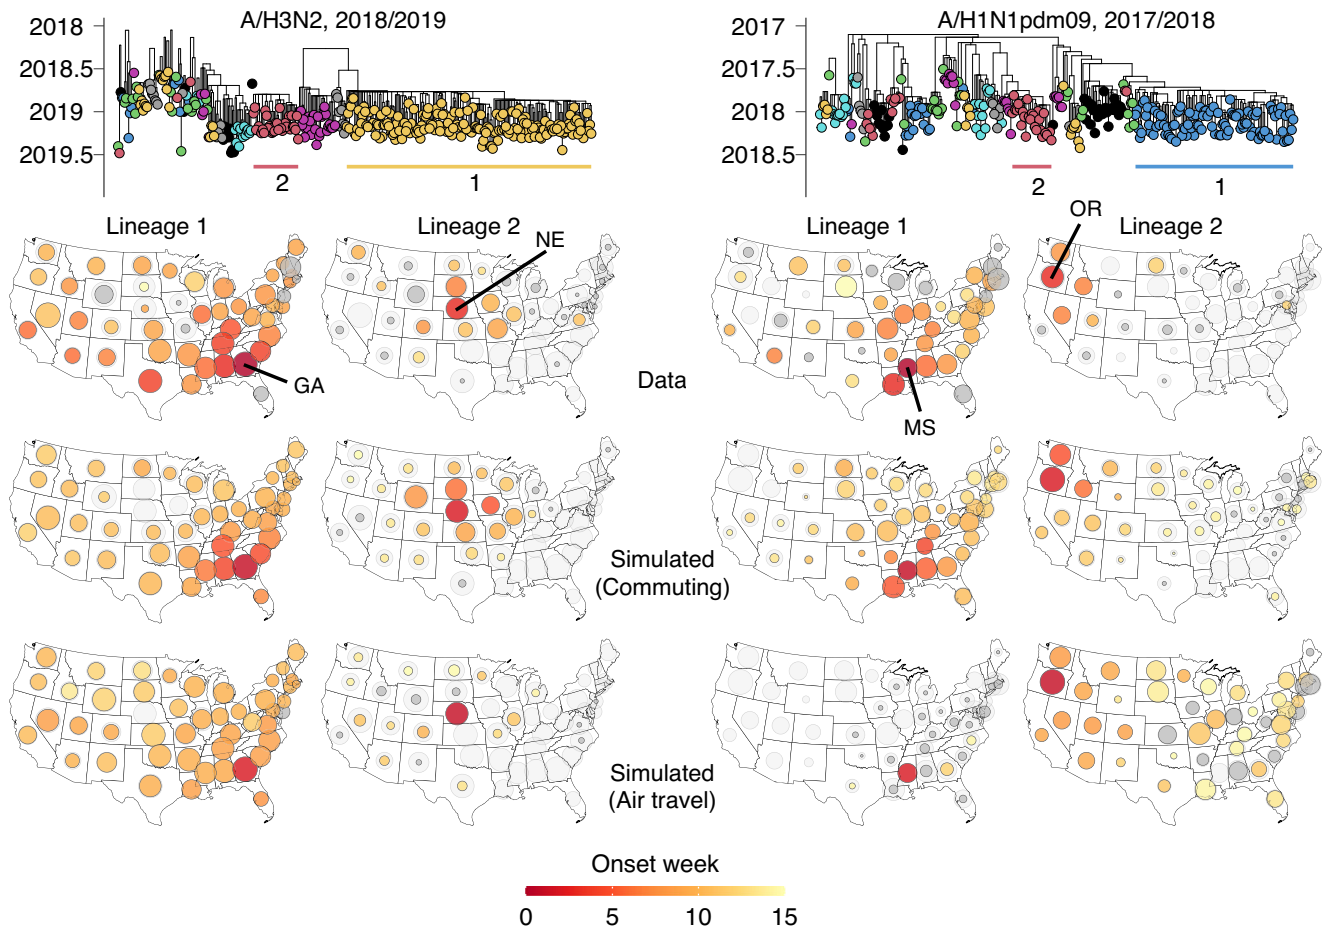 A/H3N2, 2018/2019
2018
2018.5
2019
2019.5
2
1
A/H1N1pdm09, 2017/2018
2017
2017.5
2018
2018.5
2
1
Lineage 1
Lineage 2
NE
GA
Data
Lineage 1
OR
Lineage 2
MS
Simulated
(Commuting)
Simulated
(Air travel)
Onset week
0
5
10
15